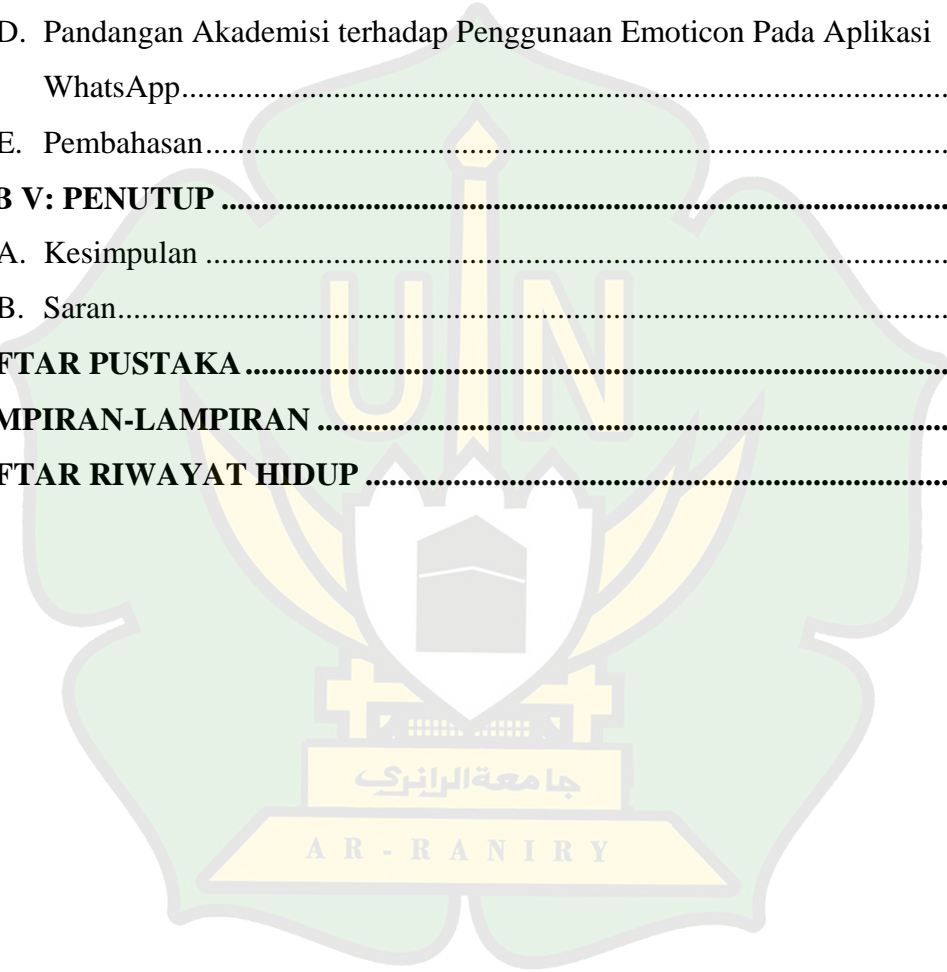 D. Pandangan Akademisi terhadap Penggunaan Emoticon Pada Aplikasi
WhatsApp..........................................................................................
E. Pembahasan.......................................................................................
B V: PENUTUP .....................................................................................
A. Kesimpulan .......................................................................................
B. Saran..................................................................................................
FTAR PUSTAKA..................................................................................
MPIRAN-LAMPIRAN .........................................................................
FTAR RIWAYAT HIDUP ...................................................................
UIN
جامعةالرانري
AR-RANIRY